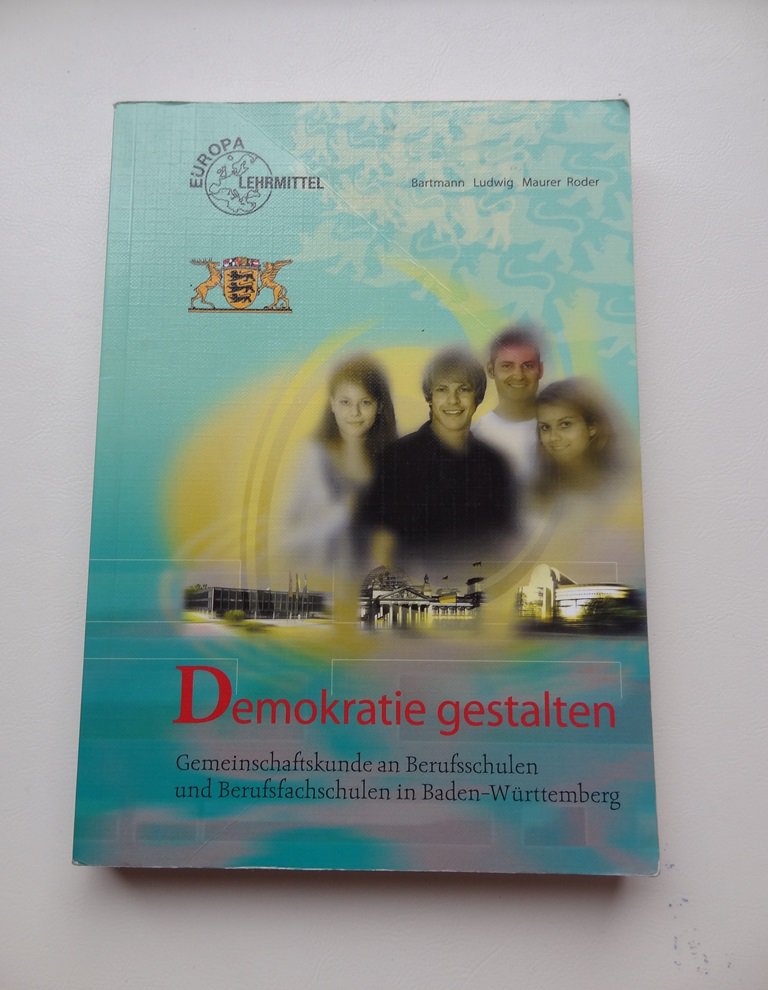 EUROPA
LEHRMITTEL
Bartmann Ludwig Maurer Roder
Demokratie gestalten
Gemeinschaftskunde an Berufsschulen
und Berufsfachschulen in Baden-Württemberg